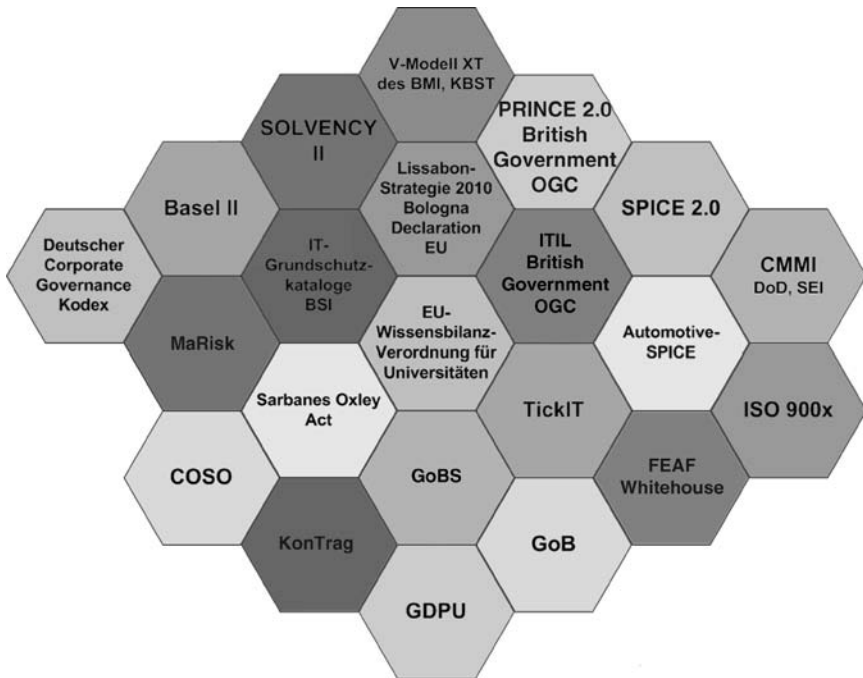 V-Modell XT
des BMI, KBST
SOLVENCY
II
PRINCE 2.0
British
Government
OGC
Lissabon-
Strategie 2010
Bologna
Declaration
EU
Basel II
SPICE 2.0
Deutscher
Corporate
Governance
Kodex
IT-
Grundschutz-
kataloge
BSI
ITIL
British
Government
OGC
CMMI
DoD, SEI
EU-
Wissensbilanz-
Verordnung für
Universitäten
MaRisk
Automotive-
SPICE
Sarbanes Oxley
Act
TickIT
ISO 900x
COSO
GoBS
FEAF
Whitehouse
KonTrag
GoB
GDPU